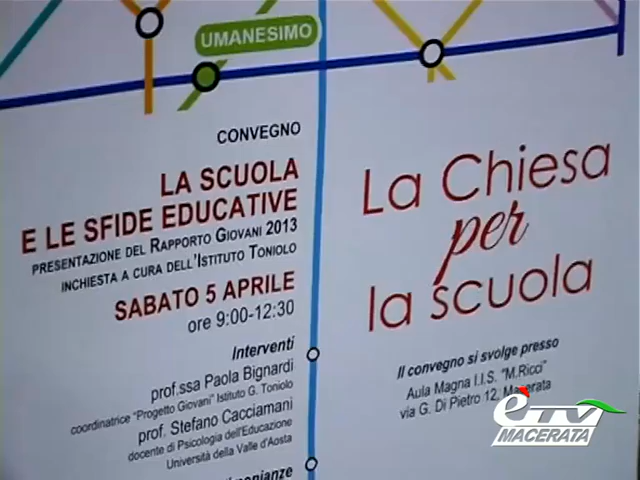 UMANESIMO
CONVEGNO
LA SCUOLA
E LE SFIDE EDUCATIVE
PRESENTAZIONE DEL RAPPORTO GIOVANI 2013
INCHIESTA A CURA DELL'ISTITUTO TONIOLO
SABATO 5 APRILE
ore 9:00-12:30
Interventi
prof.ssa Paola Bignardi
coordinatrice "Progetto Giovani" Istituto G. Toniolo
prof. Stefano Cacciamani
docente di Psicologia dell'Educazione
Università della Valle d'Aosta
La Chiesa
per
la scuola
Il convegno si svolge presso
Aula Magna I.I.S. "M.Ricci"
via G. Di Pietro 12, Macerata
eTV
MACERATA